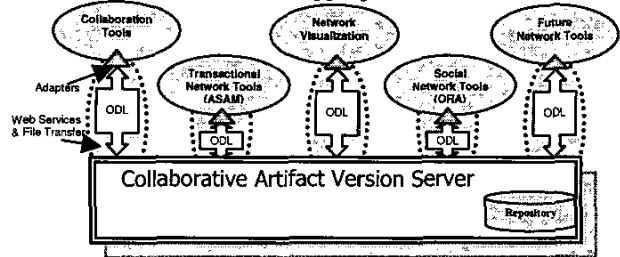 Collaboration
Tools
Network
Visualization
Future
Network Tools
Adapters
Transactional
Network Tools
(ASAM)
Social
Network Tools
(ORA)
Web Services
& File Transfer
ODL
ODL
ODL
ODL
ODL
Collaborative Artifact Version Server
Repository